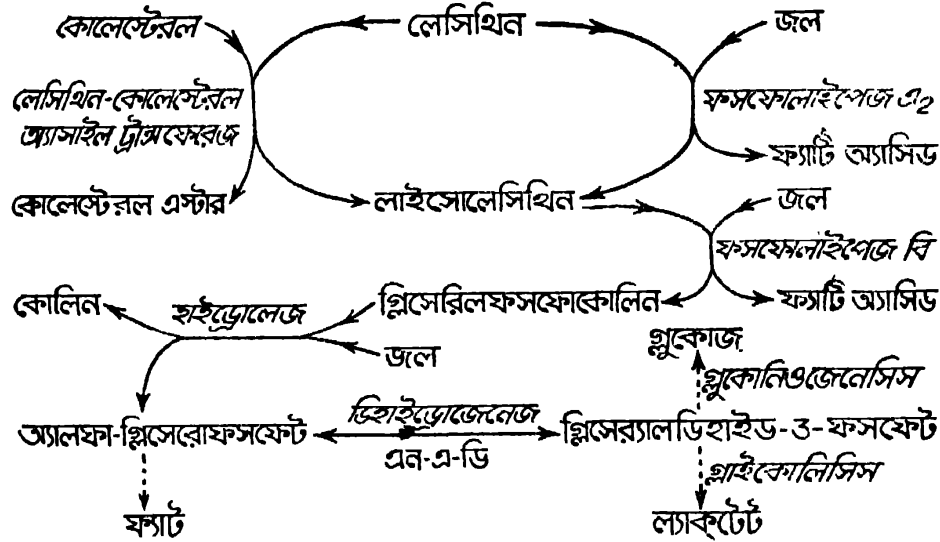 কোলেস্টেরল লেসিথিন জল
লেসিথিন-কোলেস্টেরল ফসফোলাইপেজ এ2
অ্যাসাইল ট্রান্সফেরেজ
ফ্যাটি অ্যাসিড
কোলেস্টেরল এস্টার লাইসোলেসিথিন জল
ফসফোলাইপেজ বি
কোলিন হাইড্রোলেজ গ্লিসেরিলফসফোকোলিন ফ্যাটি অ্যাসিড
জল গ্লুকোজ
গ্লুকোনিওজেনেসিস
অ্যালফা-গ্লিসেরোফসফেট ডিহাইড্রোজেনেজ গ্লিসের‍্যালডিহাইড-৩-ফসফেট
এন-এ-ডি গ্লাইকোলিসিস
ফ্যাট ল্যাক্‌টেট